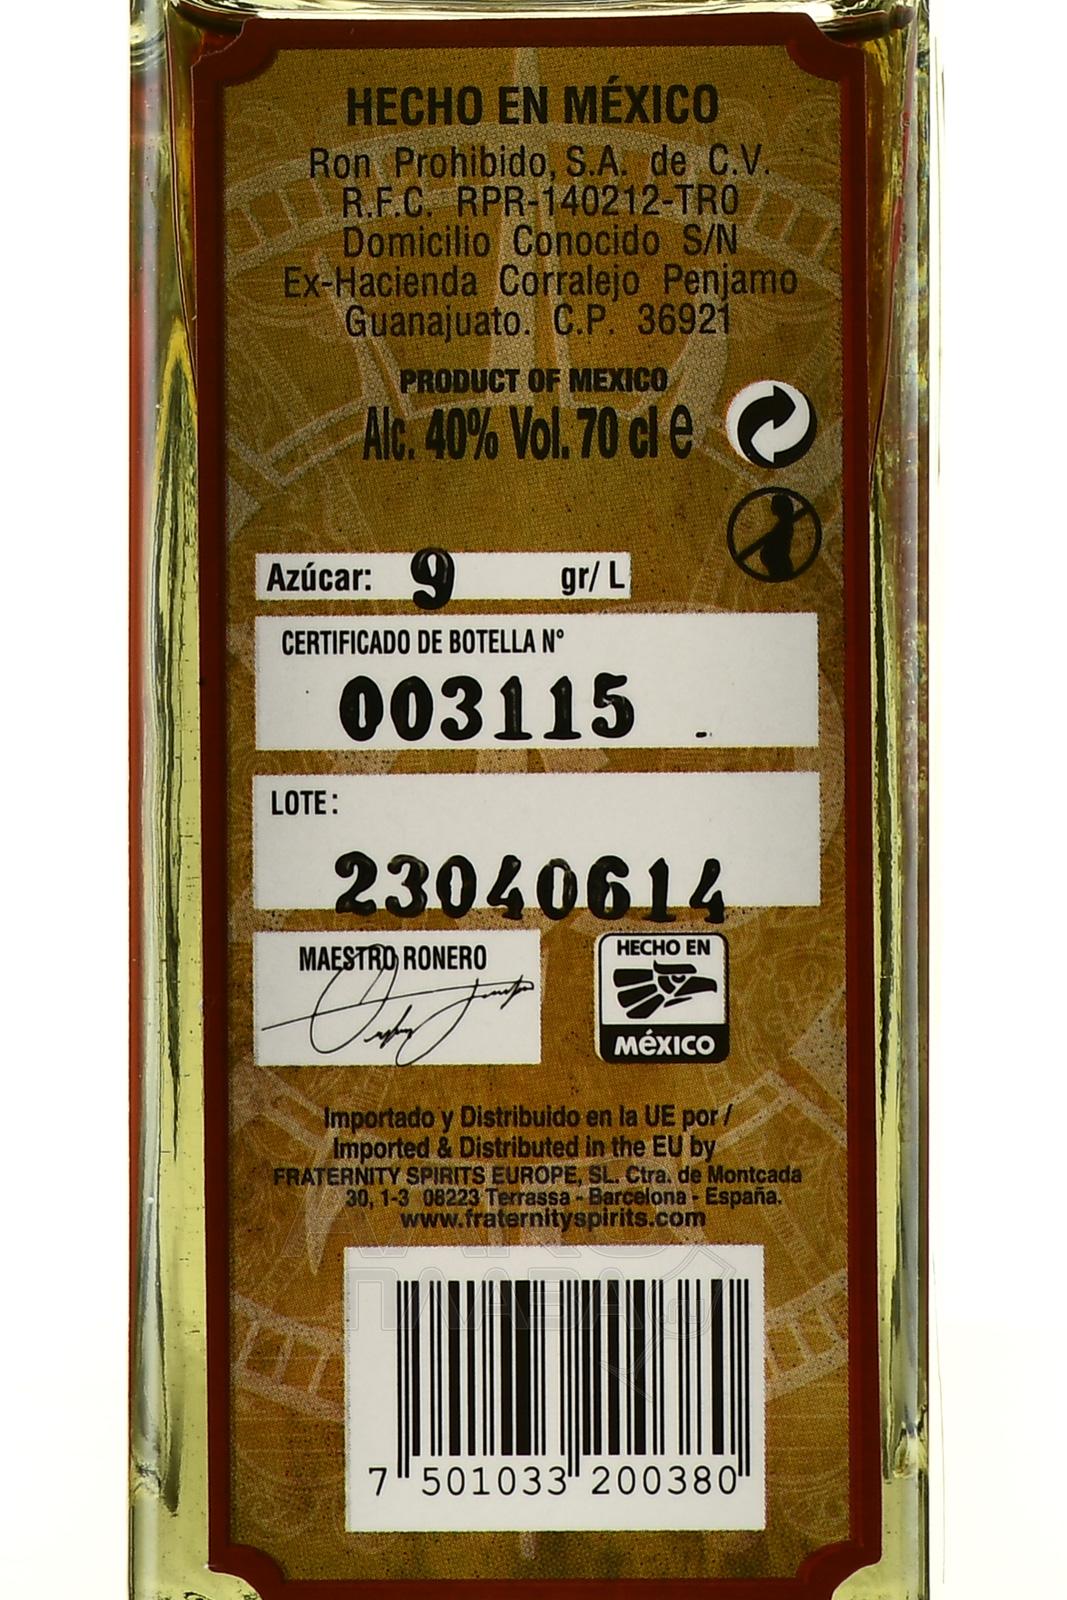 HECHO EN MÉXICO
Ron Prohibido, S.A. de C.V.
R.F.C. RPR-140212-TR0
Domicilio Conocido S/N
Ex-Hacienda Corralejo Penjamo
Guanajuato. C.P. 36921
PRODUCT OF MEXICO
Alc. 40% Vol. 70 cl e
Azúcar: 9 gr/ L
CERTIFICADO DE BOTELLA N°
003115
LOTE:
23040614
MAESTRO RONERO
HECHO EN
MéXICO
Importado y Distribuido en la UE por /
Imported & Distributed in the EU by
FRATERNITY SPIRITS EUROPE, SL. Ctra. de Montcada
30, 1-3 08223 Terrassa - Barcelona - España.
www.fraternityspirits.com
7 501033 200380